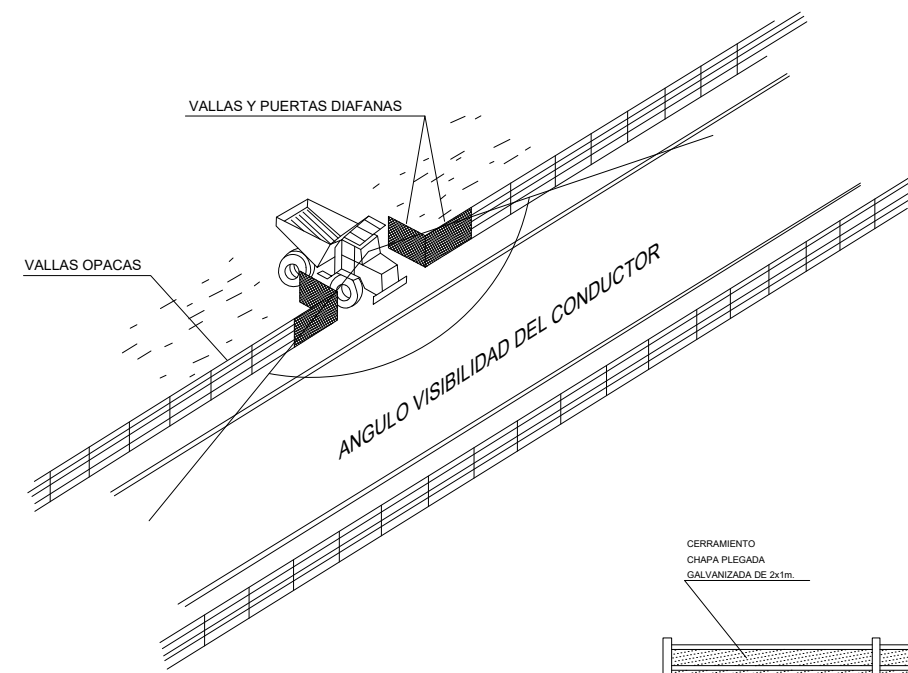 VALLAS Y PUERTAS DIAFANAS
VALLAS OPACAS
ANGULO VISIBILIDAD DEL CONDUCTOR
CERRAMIENTO
CHAPA PLEGADA
GALVANIZADA DE 2x1m.